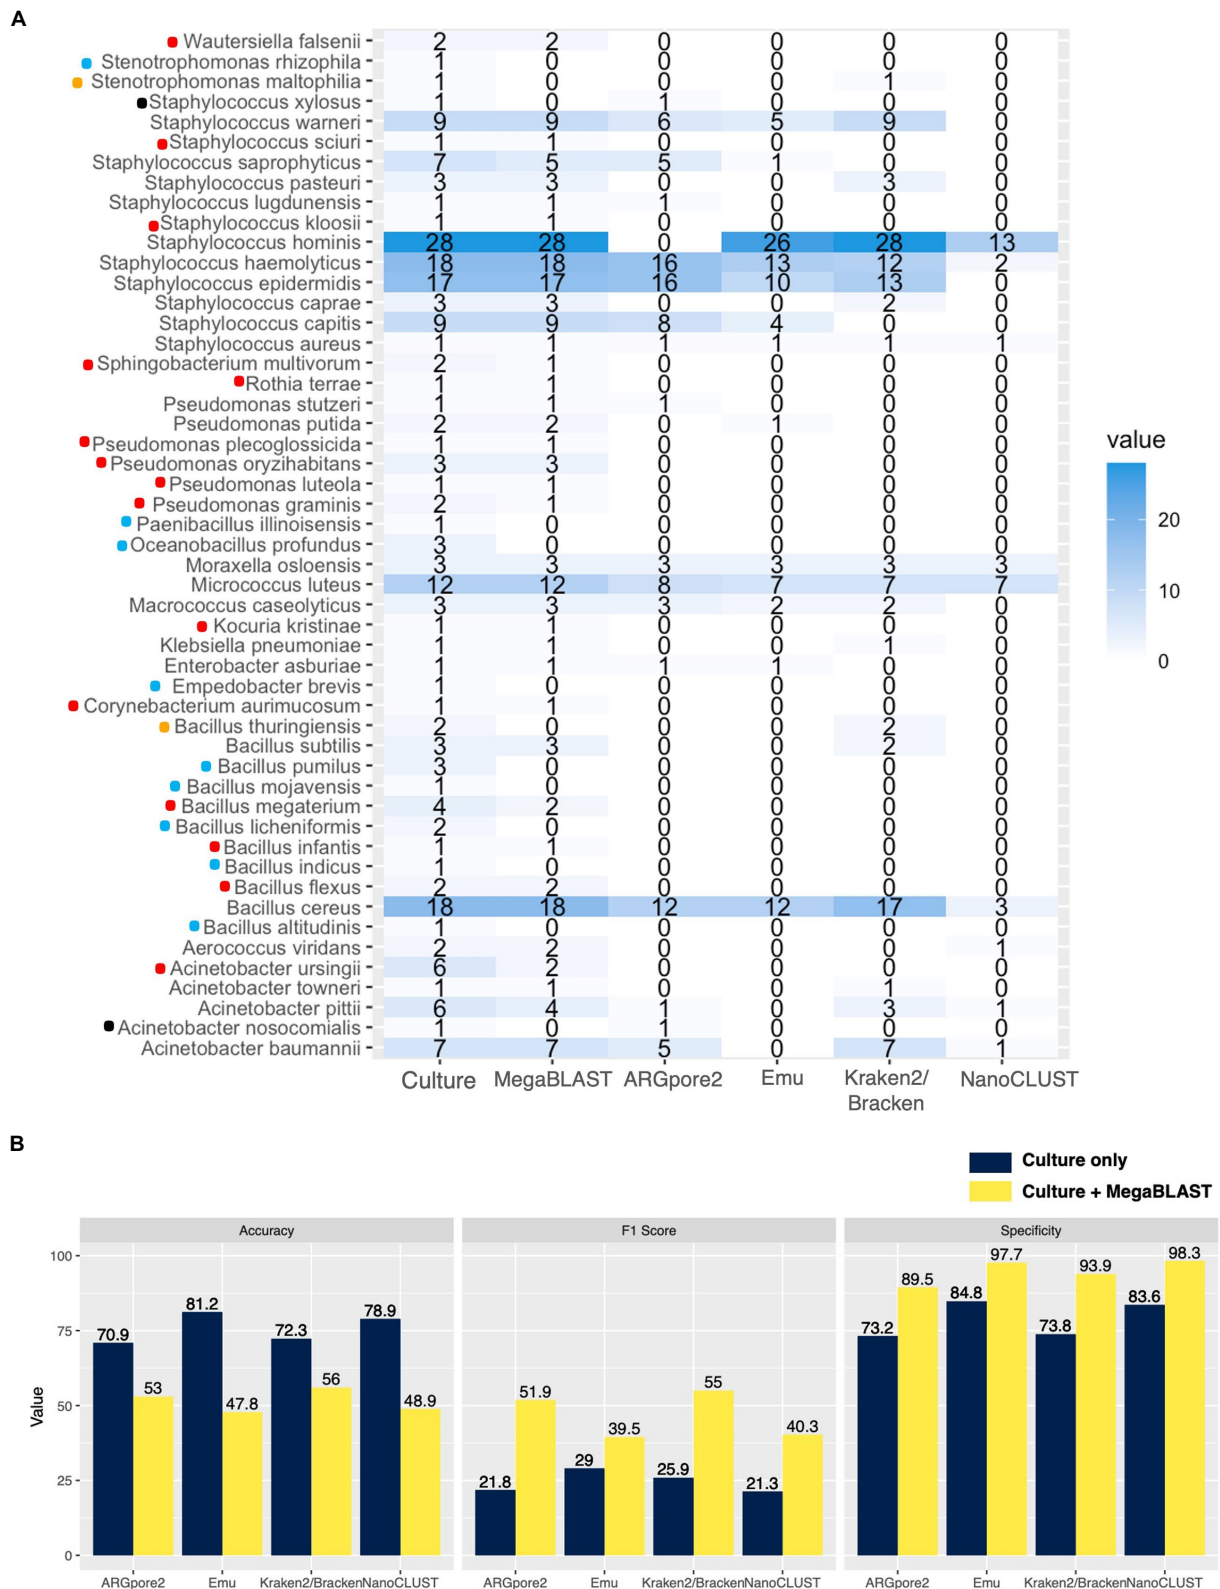 A
Wautersiella falsenii 2 2 0 0 0 0
Stenotrophomonas rhizophila 1 0 0 0 0 0
Stenotrophomonas maltophilia 1 0 0 0 1 0
Staphylococcus xylosus 1 0 1 0 0 0
Staphylococcus warneri 9 9 6 5 9 0
Staphylococcus sciuri 1 1 0 0 0 0
Staphylococcus saprophyticus 7 5 5 1 0 0
Staphylococcus pasteuri 3 3 0 0 3 0
Staphylococcus lugdunensis 1 1 1 0 0 0
Staphylococcus kloosii 1 1 0 0 0 0
Staphylococcus hominis 28 28 0 26 28 13
Staphylococcus haemolyticus 18 18 16 13 12 2
Staphylococcus epidermidis 17 17 16 10 13 0
Staphylococcus caprae 3 3 0 0 2 0
Staphylococcus capitis 9 9 8 4 0 0
Staphylococcus aureus 1 1 1 1 1 1
Sphingobacterium multivorum 2 1 0 0 0 0
Rothia terrae 1 1 0 0 0 0
Pseudomonas stutzeri 1 1 1 0 0 0
Pseudomonas putida 2 2 0 1 0 0
Pseudomonas plecoglossicida 1 1 0 0 0 0
Pseudomonas oryzihabitans 3 3 0 0 0 0
Pseudomonas luteola 1 1 0 0 0 0
Pseudomonas graminis 2 1 0 0 0 0
Paenibacillus illinoisensis 1 0 0 0 0 0
Oceanobacillus profundus 3 0 0 0 0 0
Moraxella osloensis 3 3 3 3 3 3
Micrococcus luteus 12 12 8 7 7 7
Macrococcus caseolyticus 3 3 3 2 2 0
Kocuria kristinae 1 1 0 0 0 0
Klebsiella pneumoniae 1 1 0 0 1 0
Enterobacter asburiae 1 1 1 1 0 0
Empedobacter brevis 1 0 0 0 0 0
Corynebacterium aurimucosum 1 1 0 0 0 0
Bacillus thuringiensis 2 0 0 0 2 0
Bacillus subtilis 3 3 0 0 2 0
Bacillus pumilus 3 0 0 0 0 0
Bacillus mojavensis 1 0 0 0 0 0
Bacillus megaterium 4 2 0 0 0 0
Bacillus licheniformis 2 0 0 0 0 0
Bacillus infantis 1 1 0 0 0 0
Bacillus indicus 1 0 0 0 0 0
Bacillus flexus 2 2 0 0 0 0
Bacillus cereus 18 18 12 12 17 3
Bacillus altitudinis 1 0 0 0 0 0
Aerococcus viridans 2 2 0 0 0 1
Acinetobacter ursingii 6 2 0 0 0 0
Acinetobacter towneri 1 1 0 0 1 0
Acinetobacter pittii 6 4 1 0 3 1
Acinetobacter nosocomialis 1 0 1 0 0 0
Acinetobacter baumannii 7 7 5 0 7 1
Culture MegaBLAST ARGpore2 Emu Kraken2/ NanoCLUST
Bracken
value
20
10
0
B
Culture only
Culture + MegaBLAST
Accuracy F1 Score Specificity
Value
100
75
50
25
0
70.9 53 81.2 47.8 72.3 56 78.9 48.9
21.8 51.9 29 39.5 25.9 55 21.3 40.3
73.2 89.5 84.8 97.7 73.8 93.9 83.6 98.3
ARGpore2 Emu Kraken2/Bracken NanoCLUST ARGpore2 Emu Kraken2/Bracken NanoCLUST ARGpore2 Emu Kraken2/Bracken NanoCLUST